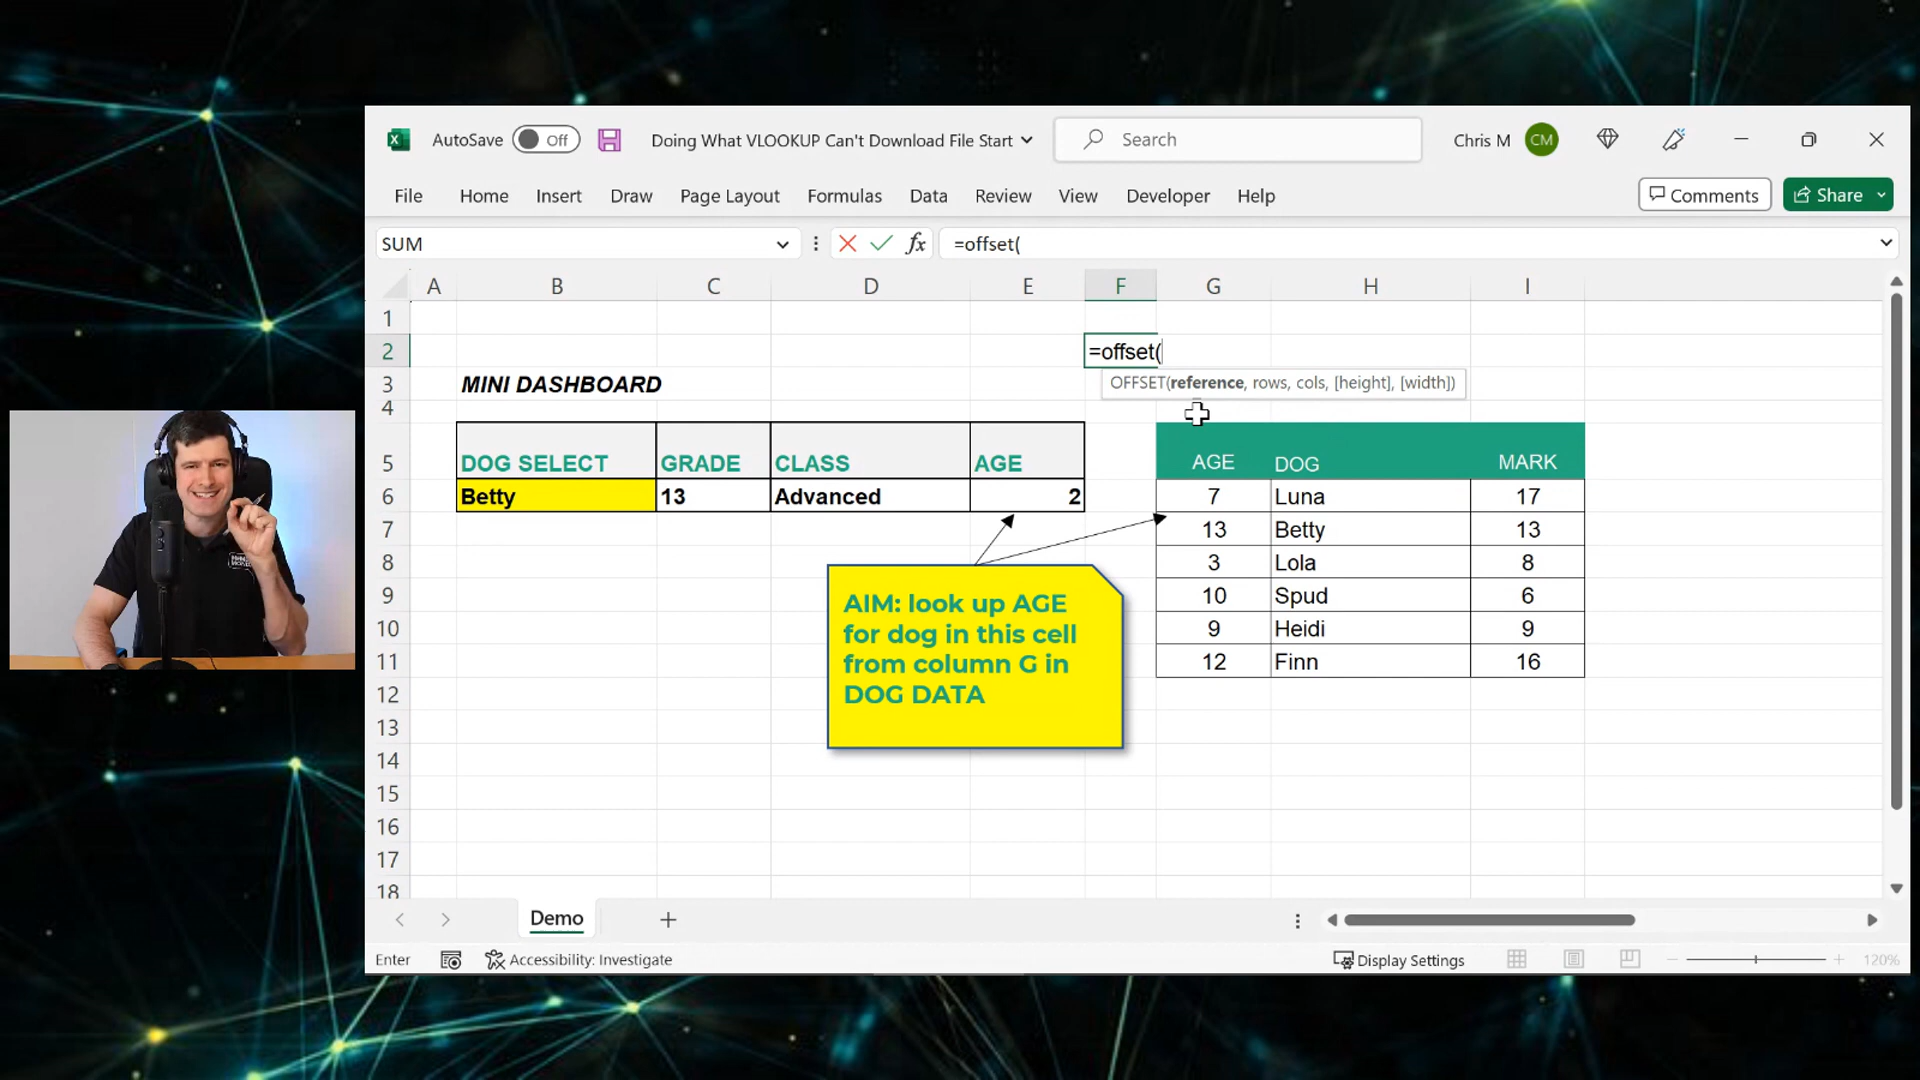 AutoSave Off Doing What VLOOKUP Can't Download File Start Search Chris M CM
File Home Insert Draw Page Layout Formulas Data Review View Developer Help Comments Share
SUM fx =offset(
A B C D E F G H I
1
2 =offset(
OFFSET(reference, rows, cols, [height], [width])
3 MINI DASHBOARD
4
5 DOG SELECT GRADE CLASS AGE AGE DOG MARK
6 Betty 13 Advanced 2 7 Luna 17
7 13 Betty 13
8 3 Lola 8
9 10 Spud 6
10 9 Heidi 9
11 12 Finn 16
AIM: look up AGE
for dog in this cell
from column G in
DOG DATA
12
13
14
15
16
17
18
Demo
Enter Accessibility: Investigate Display Settings 120%